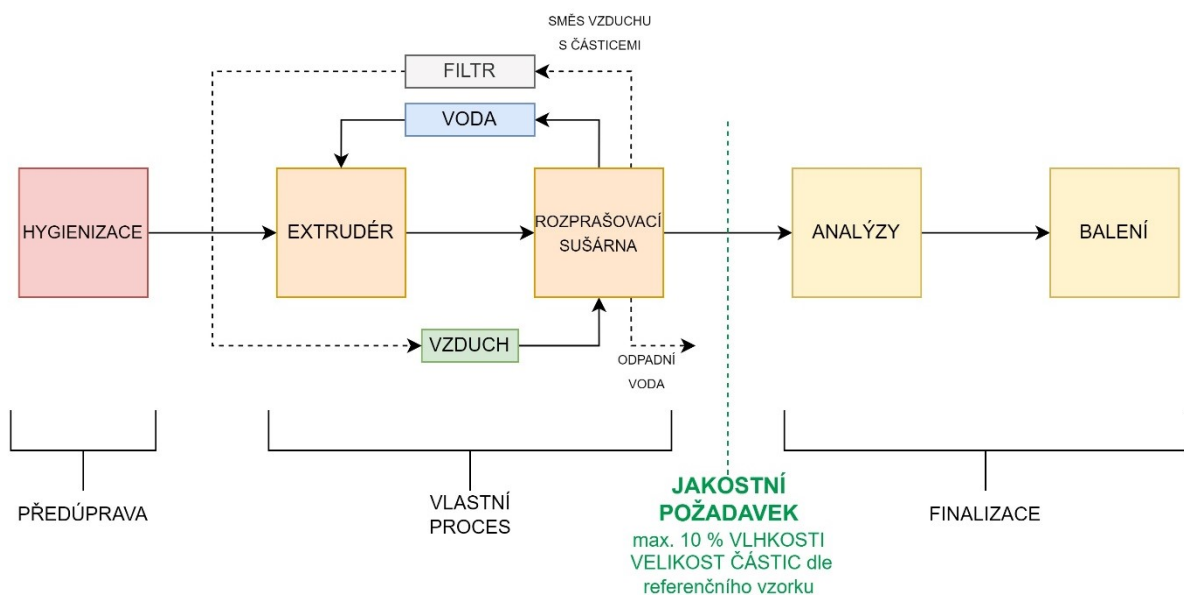 SMĚS VZDUCHU
S ČÁSTICEMI
FILTR
VODA
HYGIENIZACE
EXTRUDÉR
ROZPRAŠOVACÍ
SUŠÁRNA
ANALÝZY
BALENÍ
VZDUCH
ODPADNÍ
VODA
PŘEDÚPRAVA
VLASTNÍ
PROCES
JAKOSTNÍ
POŽADAVEK
max. 10 % VLHKOSTI
VELIKOST ČÁSTIC dle
referenčního vzorku
FINALIZACE